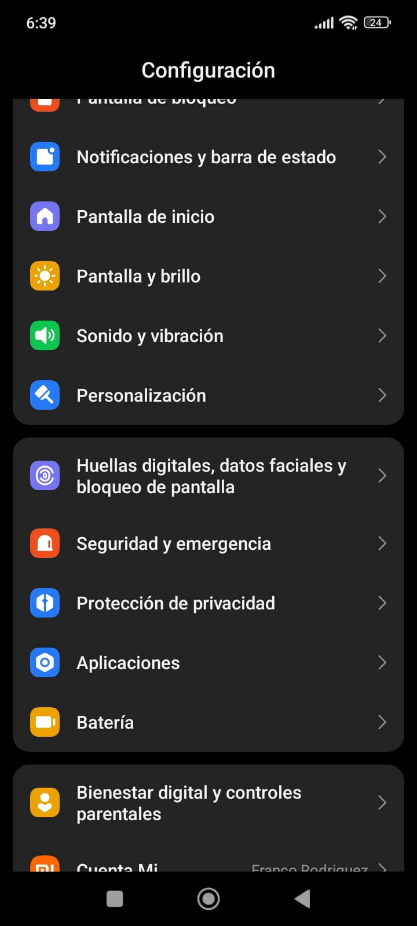 6:39
24
Configuración
Pantalla de bloqueo
Notificaciones y barra de estado
Pantalla de inicio
Pantalla y brillo
Sonido y vibración
Personalización
Huellas digitales, datos faciales y
bloqueo de pantalla
Seguridad y emergencia
Protección de privacidad
Aplicaciones
Batería
Bienestar digital y controles
parentales
Cuenta Mi
Franco Rodriguez